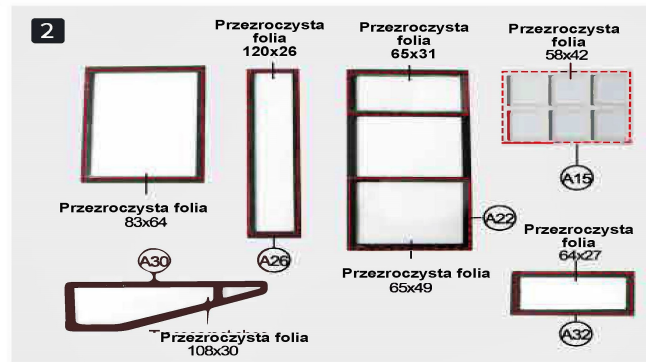 2
Przezroczysta
folia
120x26
Przezroczysta
folia
65x31
Przezroczysta
folia
58x42
A15
Przezroczysta folia
83x64
A26
A22
Przezroczysta folia
65x49
Przezroczysta
folia
64x27
A32
A30
Przezroczysta folia
108x30